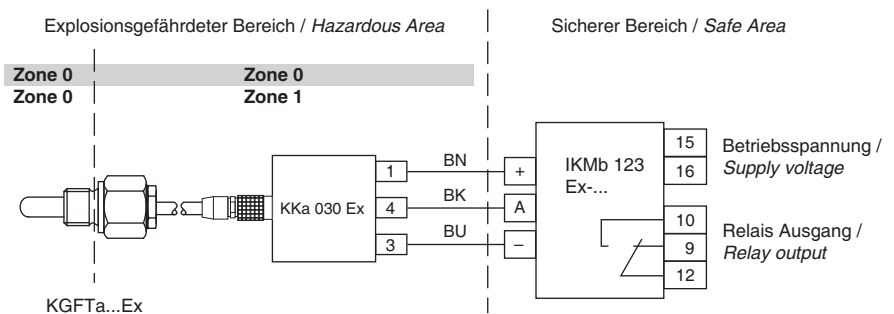 Explosionsgefährdeter Bereich / Hazardous Area
Sicherer Bereich / Safe Area
Zone 0 Zone 0
Zone 0 Zone 1
KGFTa...Ex
KKa 030 Ex
1
4
3
BN
BK
BU
+
A
–
IKMb 123
Ex-...
15
16
10
9
12
Betriebsspannung /
Supply voltage
Relais Ausgang /
Relay output